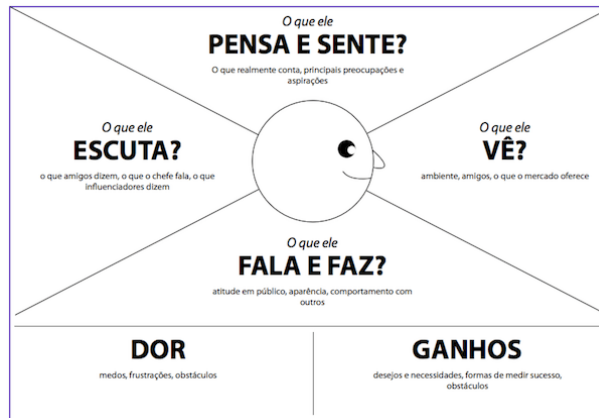 O que ele
PENSA E SENTE?
O que realmente conta, principais preocupações e
aspirações
O que ele
ESCUTA?
o que amigos dizem, o que o chefe fala, o que
influenciadores dizem
O que ele
VÊ?
ambiente, amigos, o que o mercado oferece
O que ele
FALA E FAZ?
atitude em público, aparência, comportamento com
outros
DOR
medos, frustrações, obstáculos
GANHOS
desejos e necessidades, formas de medir sucesso,
obstáculos